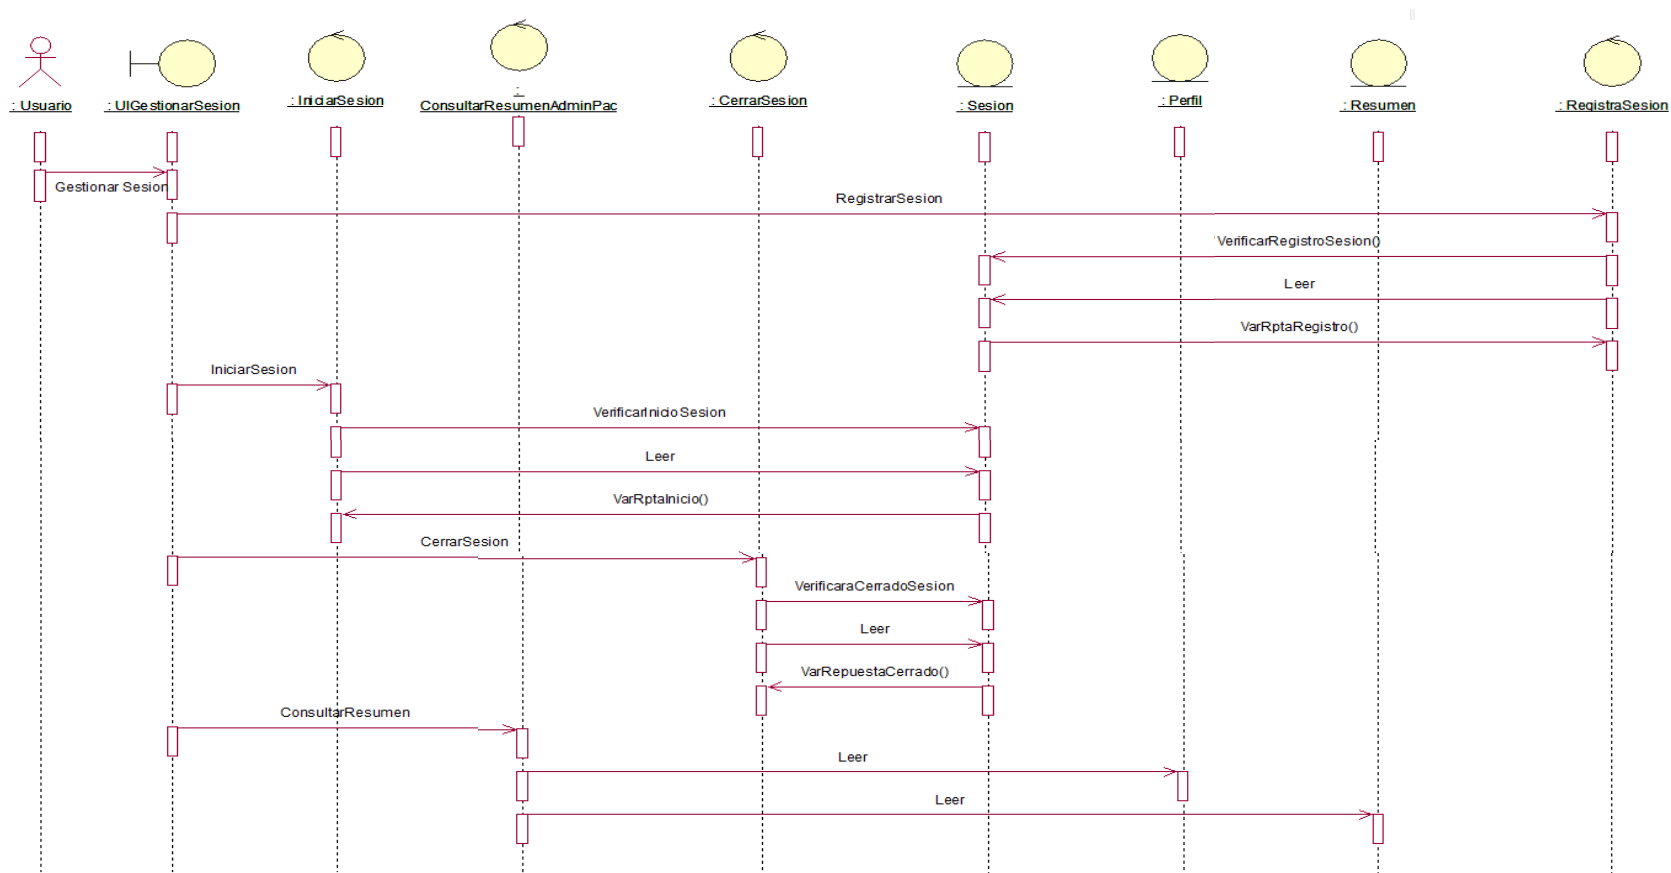 : Usuario
: UIGestionarSesion
: IniciarSesion
:
ConsultarResumenAdminPac
: CerrarSesion
: Sesion
: Perfil
: Resumen
: RegistraSesion
Gestionar Sesion
RegistrarSesion
VerificarRegistroSesion()
Leer
VarRptaRegistro()
IniciarSesion
VerificarInicioSesion
Leer
VarRptaInicio()
CerrarSesion
VerificaraCerradoSesion
Leer
VarRepuestaCerrado()
ConsultarResumen
Leer
Leer